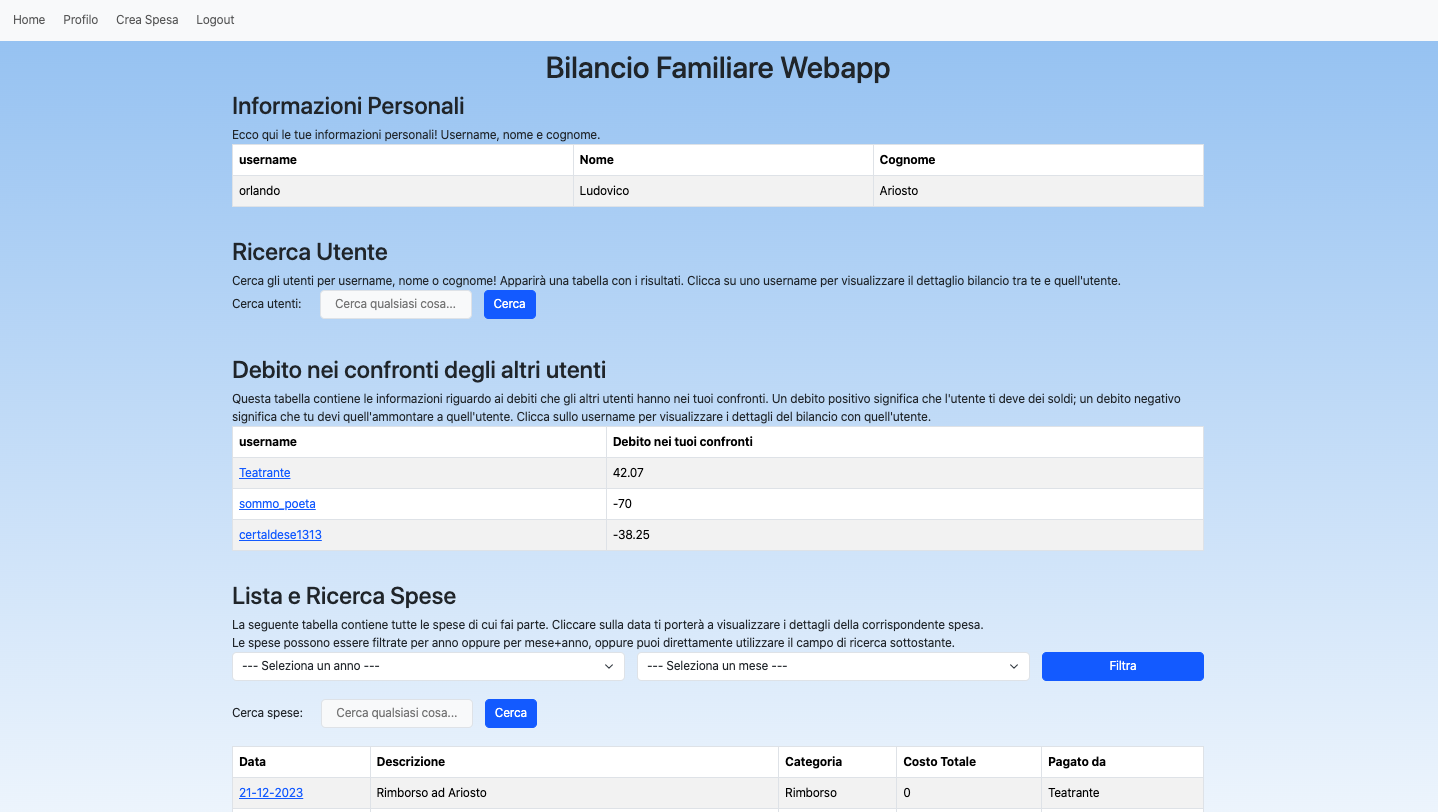 Home Profilo Crea Spesa Logout
Bilancio Familiare Webapp
Informazioni Personali
Ecco qui le tue informazioni personali! Username, nome e cognome.
username Nome Cognome
orlando Ludovico Ariosto
Ricerca Utente
Cerca gli utenti per username, nome o cognome! Apparirà una tabella con i risultati. Clicca su uno username per visualizzare il dettaglio bilancio tra te e quell'utente.
Cerca utenti: Cerca qualsiasi cosa... Cerca
Debito nei confronti degli altri utenti
Questa tabella contiene le informazioni riguardo ai debiti che gli altri utenti hanno nei tuoi confronti. Un debito positivo significa che l'utente ti deve dei soldi; un debito negativo
significa che tu devi quell'ammontare a quell'utente. Clicca sullo username per visualizzare i dettagli del bilancio con quell'utente.
username Debito nei tuoi confronti
Teatrante 42.07
sommo_poeta -70
certaldese1313 -38.25
Lista e Ricerca Spese
La seguente tabella contiene tutte le spese di cui fai parte. Cliccare sulla data ti porterà a visualizzare i dettagli della corrispondente spesa.
Le spese possono essere filtrate per anno oppure per mese+anno, oppure puoi direttamente utilizzare il campo di ricerca sottostante.
--- Seleziona un anno --- --- Seleziona un mese --- Filtra
Cerca spese: Cerca qualsiasi cosa... Cerca
Data Descrizione Categoria Costo Totale Pagato da
21-12-2023 Rimborso ad Ariosto Rimborso 0 Teatrante